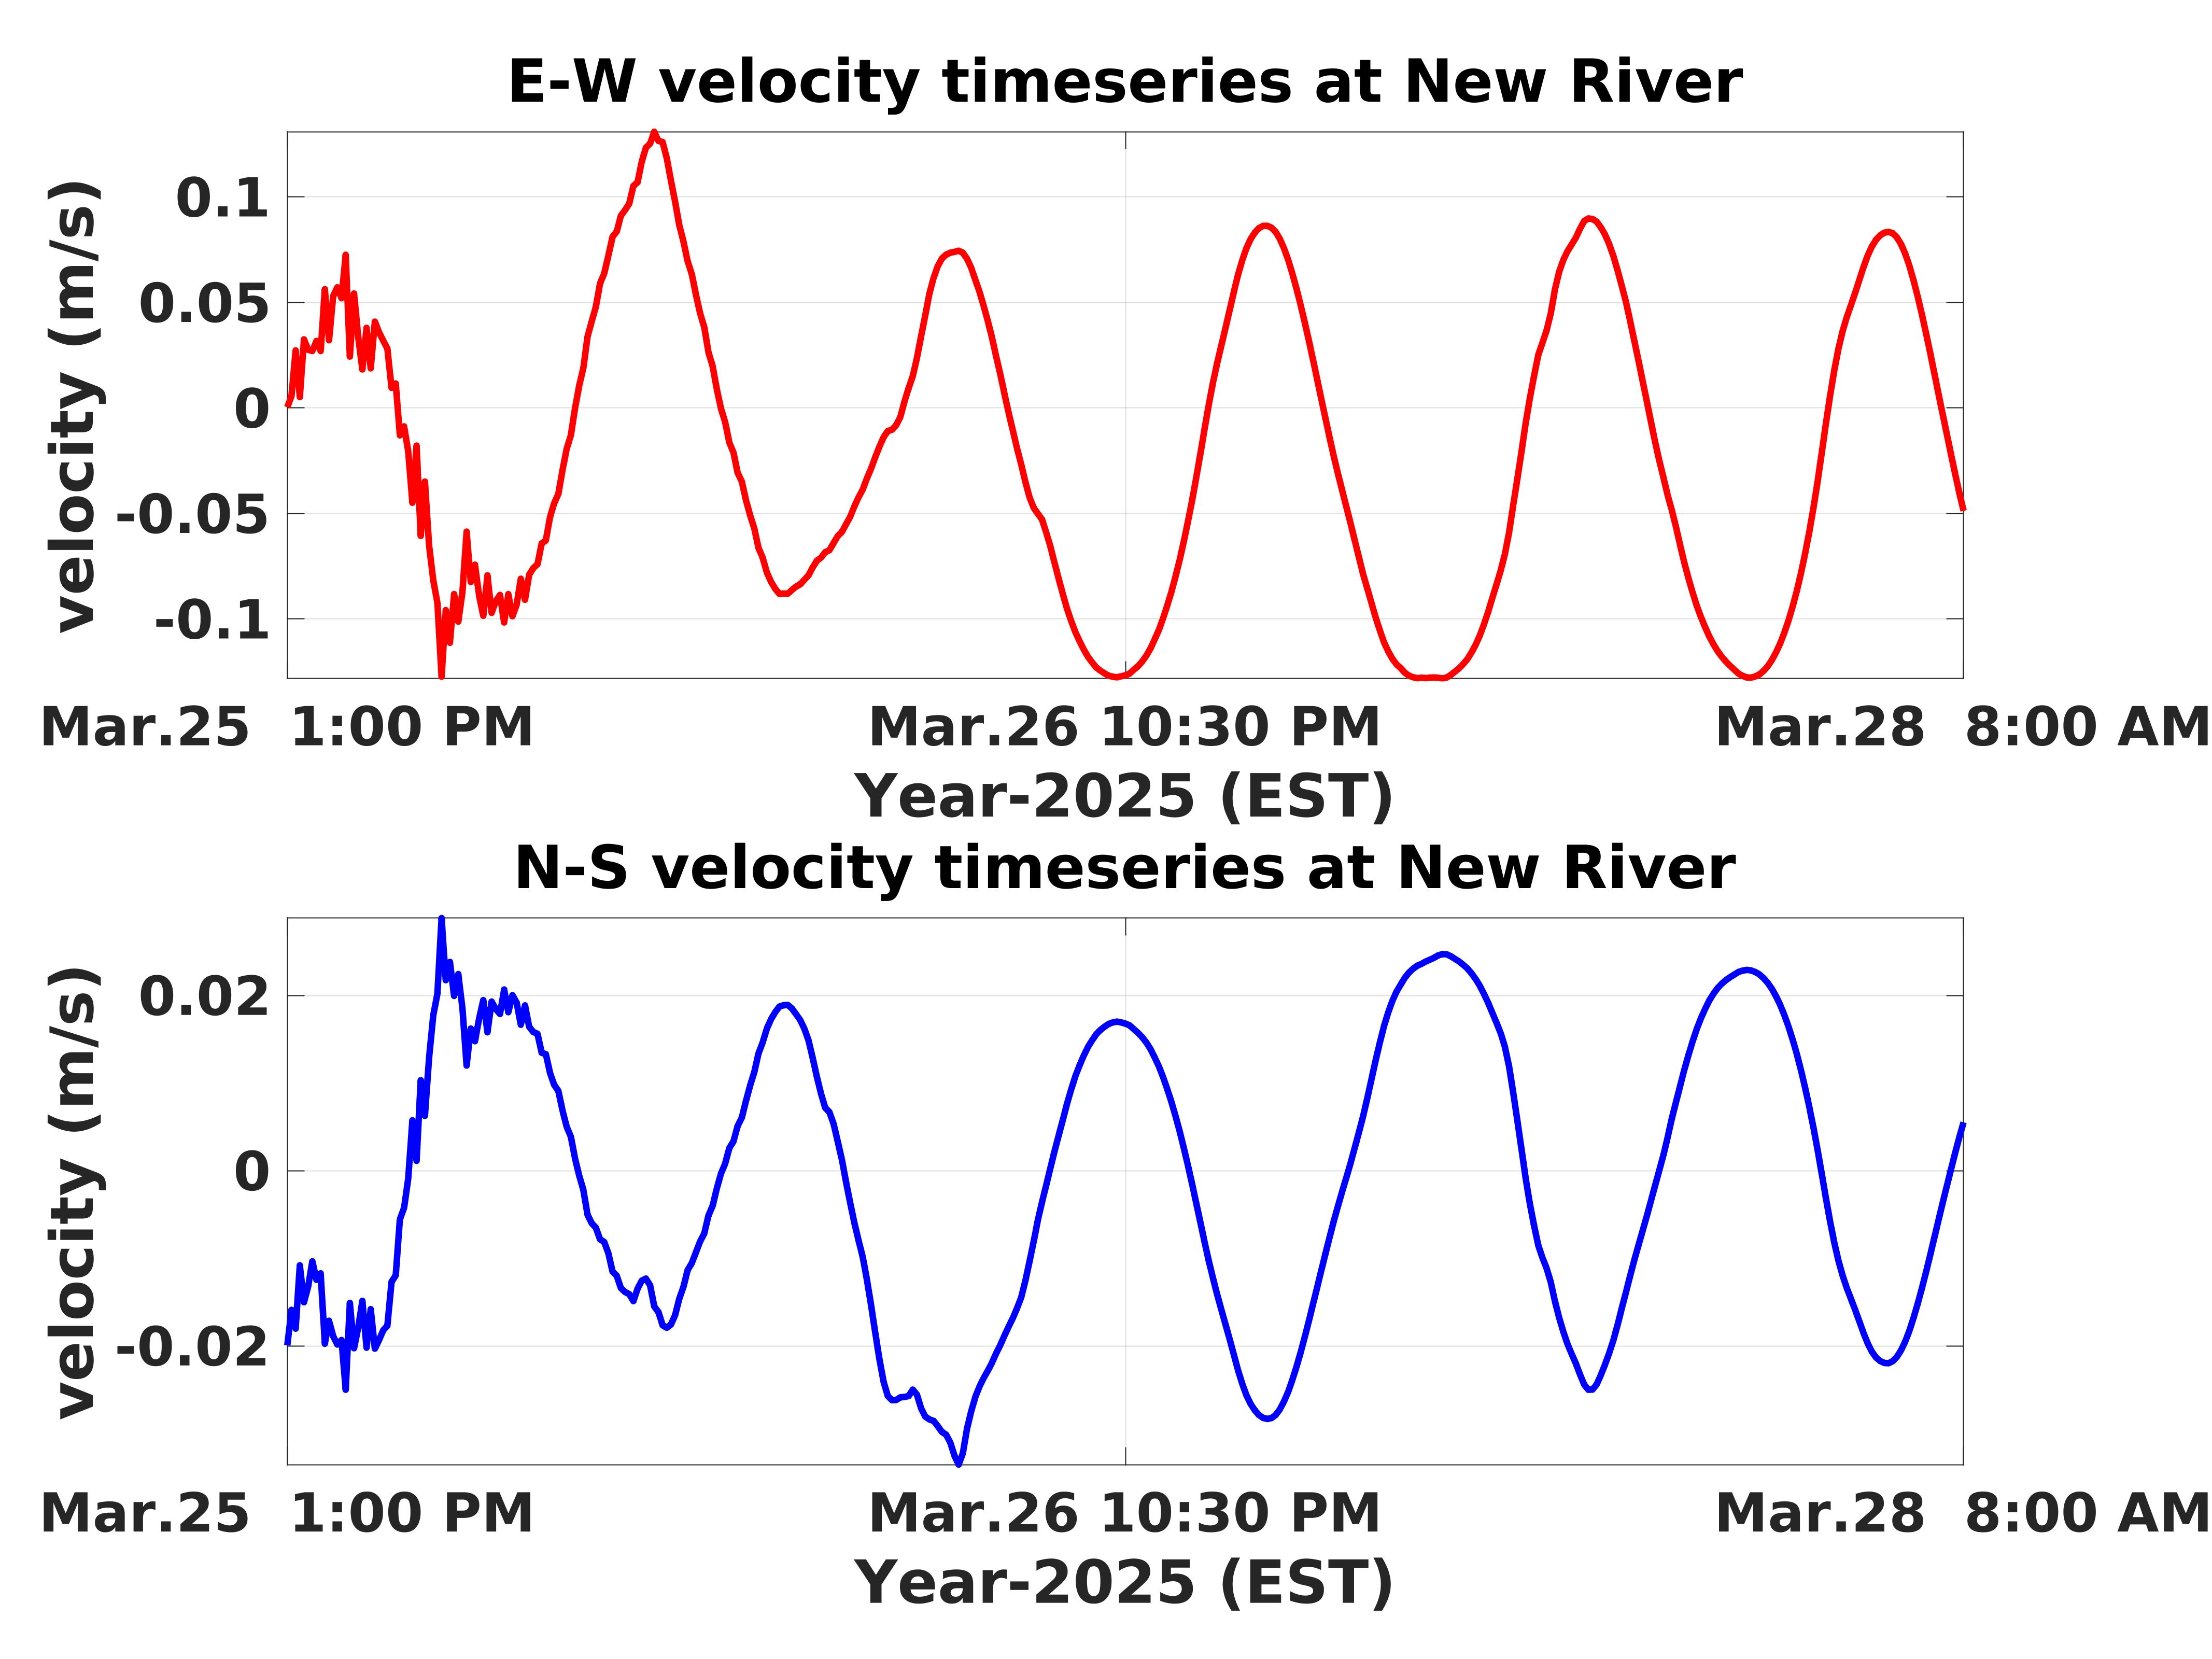 E-W velocity timeseries at New River
velocity (m/s)
0.1
0.05
0
-0.05
-0.1
Mar.25 1:00 PM Mar.26 10:30 PM Mar.28 8:00 AM
Year-2025 (EST)
N-S velocity timeseries at New River
velocity (m/s)
0.02
0
-0.02
Mar.25 1:00 PM Mar.26 10:30 PM Mar.28 8:00 AM
Year-2025 (EST)